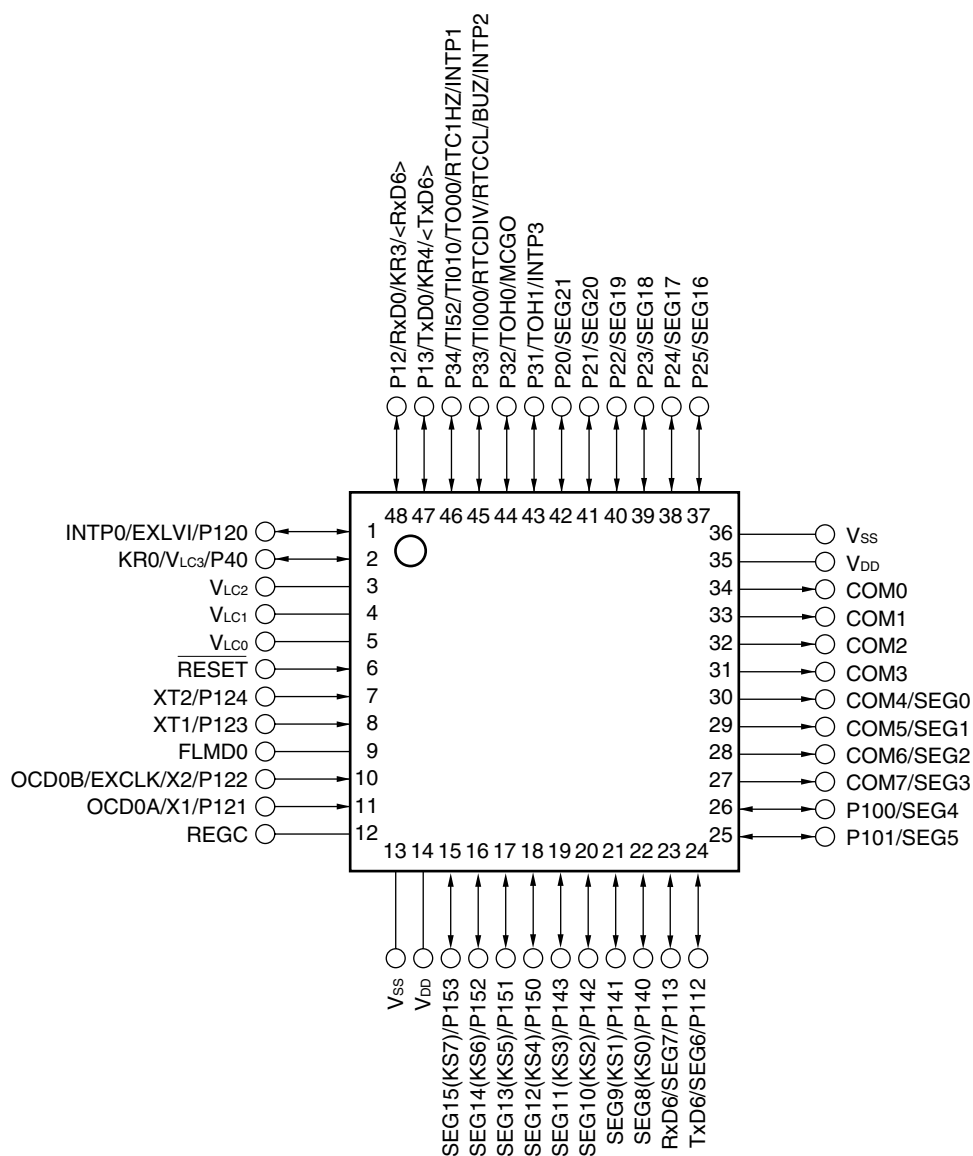 P12/RxD0/KR3/<RxD6>
P13/TxD0/KR4/<TxD6>
P34/TI52/TI010/TO00/RTC1HZ/INTP1
P33/TI000/RTCDIV/RTCCL/BUZ/INTP2
P32/TOH0/MCGO
P31/TOH1/INTP3
P20/SEG21
P21/SEG20
P22/SEG19
P23/SEG18
P24/SEG17
P25/SEG16
48 47 46 45 44 43 42 41 40 39 38 37
INTP0/EXLVI/P120 1
KR0/VLC3/P40 2
VLC2 3
VLC1 4
VLC0 5
RESET 6
XT2/P124 7
XT1/P123 8
FLMD0 9
OCD0B/EXCLK/X2/P122 10
OCD0A/X1/P121 11
REGC 12
36 VSS
35 VDD
34 COM0
33 COM1
32 COM2
31 COM3
30 COM4/SEG0
29 COM5/SEG1
28 COM6/SEG2
27 COM7/SEG3
26 P100/SEG4
25 P101/SEG5
13 14 15 16 17 18 19 20 21 22 23 24
VSS
VDD
SEG15(KS7)/P153
SEG14(KS6)/P152
SEG13(KS5)/P151
SEG12(KS4)/P150
SEG11(KS3)/P143
SEG10(KS2)/P142
SEG9(KS1)/P141
SEG8(KS0)/P140
RxD6/SEG7/P113
TxD6/SEG6/P112